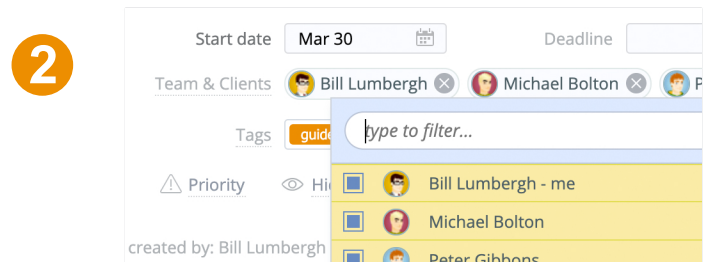 2
Start date Mar 30 Deadline
Team & Clients Bill Lumbergh Michael Bolton P
type to filter...
Tags guide
Bill Lumbergh - me
Priority Hi
Michael Bolton
created by: Bill Lumbergh
Peter Gibbons